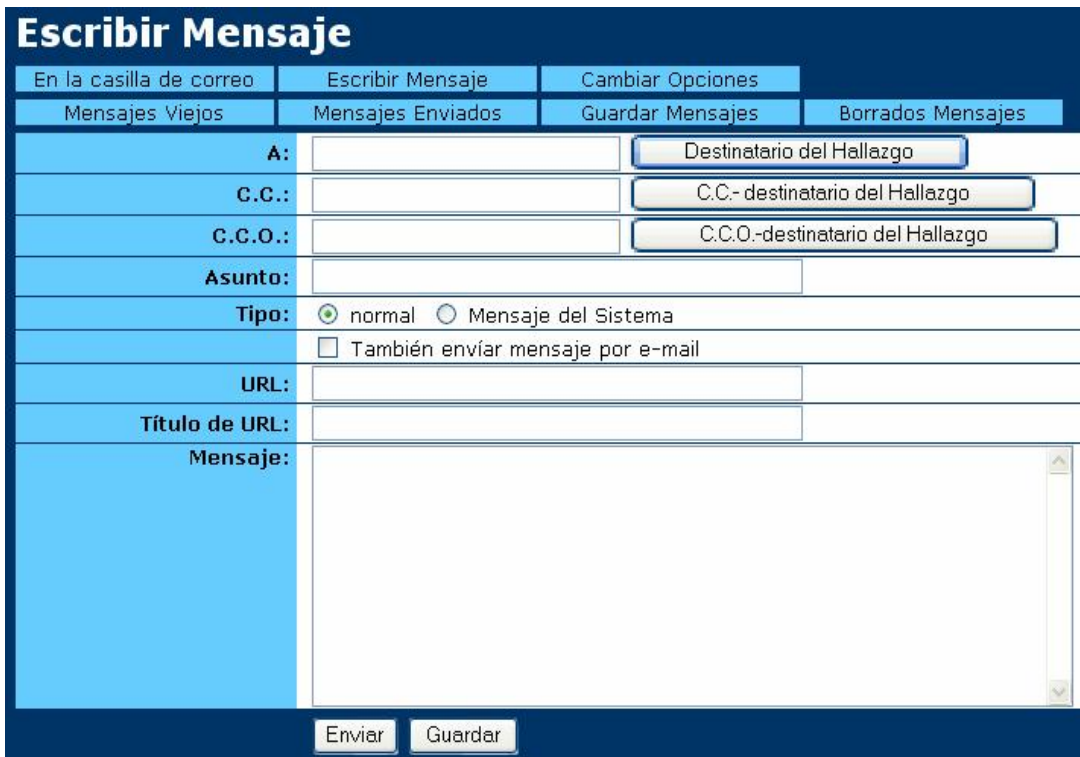 Escribir Mensaje
En la casilla de correo Escribir Mensaje Cambiar Opciones
Mensajes Viejos Mensajes Enviados Guardar Mensajes Borrados Mensajes
A: Destinatario del Hallazgo
C.C.: C.C.- destinatario del Hallazgo
C.C.O.: C.C.O.-destinatario del Hallazgo
Asunto:
Tipo: normal Mensaje del Sistema
También envíar mensaje por e-mail
URL:
Título de URL:
Mensaje:
Enviar Guardar